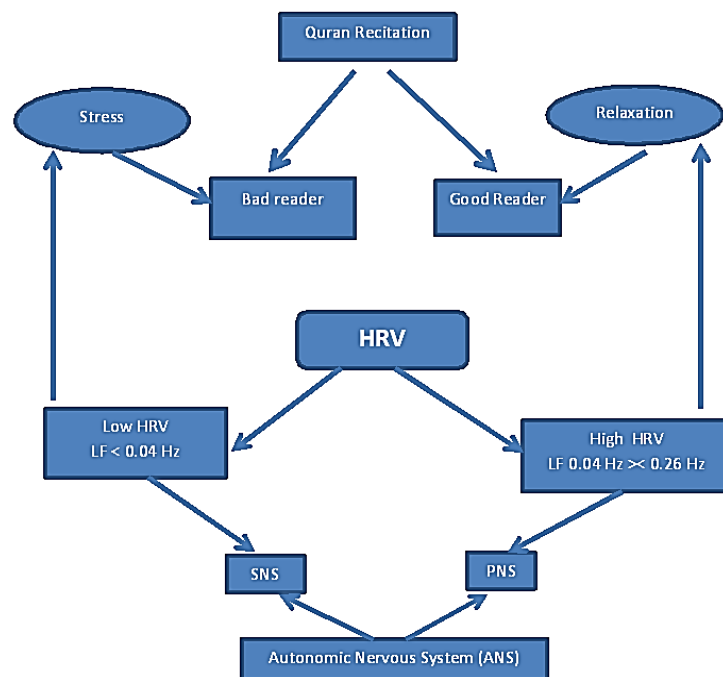 Quran Recitation
Stress
Relaxation
Bad reader
Good Reader
HRV
Low HRV
LF < 0.04 Hz
High HRV
LF 0.04 Hz >< 0.26 Hz
SNS
PNS
Autonomic Nervous System (ANS)